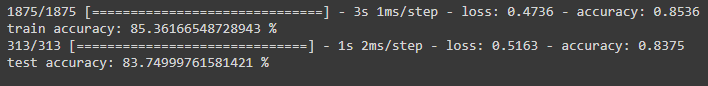 1875/1875 [==============================] - 3s 1ms/step - loss: 0.4736 - accuracy: 0.8536
train accuracy: 85.36166548728943 %
313/313 [==============================] - 1s 2ms/step - loss: 0.5163 - accuracy: 0.8375
test accuracy: 83.74999761581421 %